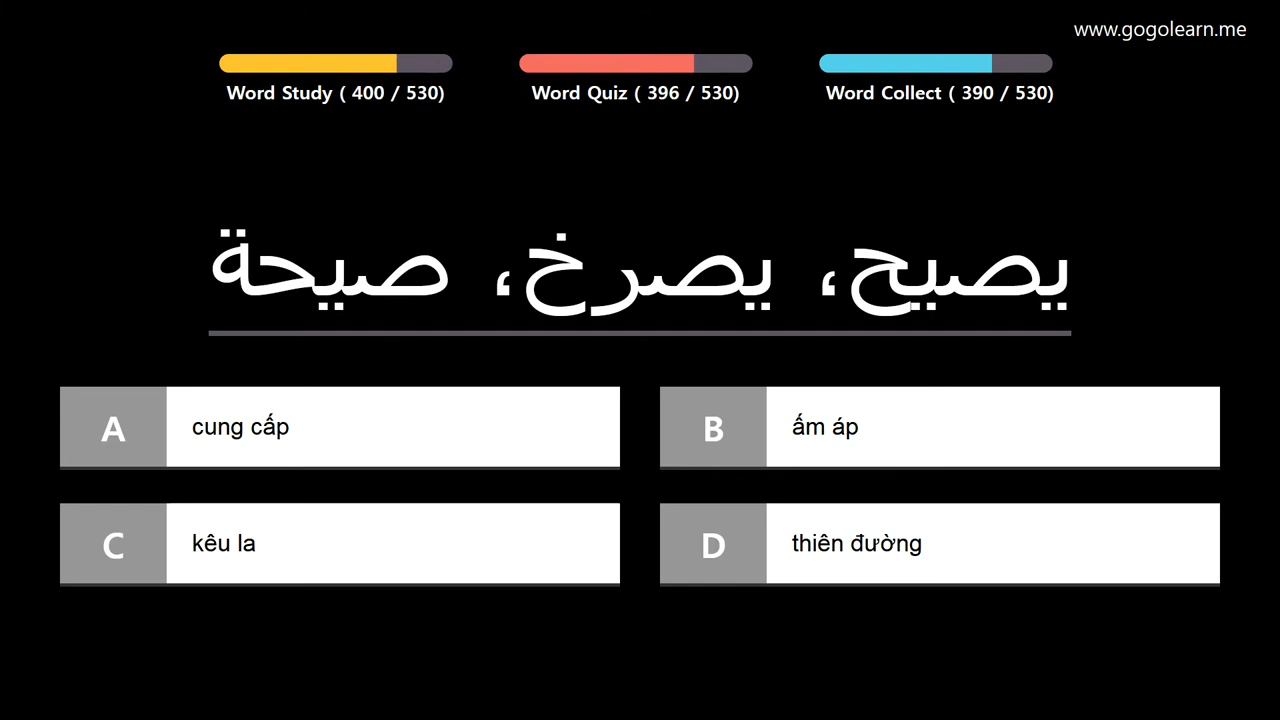 www.gogolearn.me
Word Study ( 400 / 530)
Word Quiz ( 396 / 530)
Word Collect ( 390 / 530)
يصيح، يصرخ، صيحة
A cung cấp
B ấm áp
C kêu la
D thiên đường